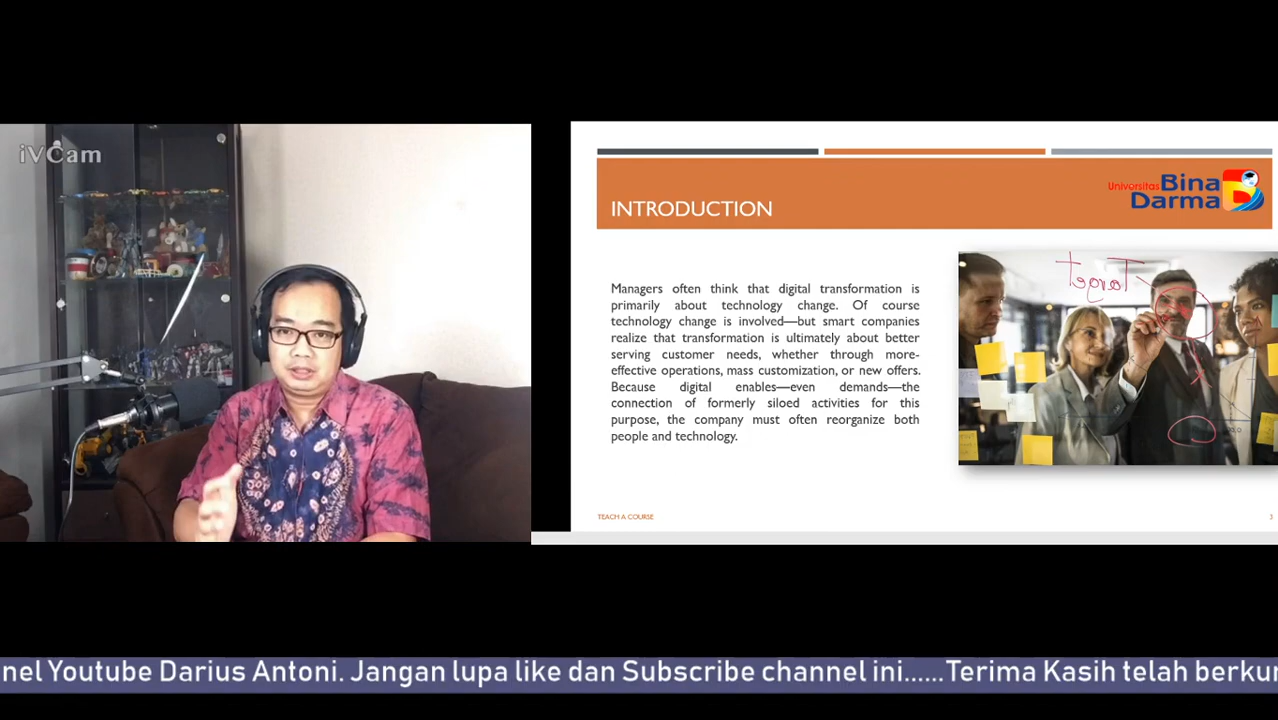 iVCam
INTRODUCTION
Universitas Bina
Darma
Managers often think that digital transformation is
primarily about technology change. Of course
technology change is involved—but smart companies
realize that transformation is ultimately about better
serving customer needs, whether through more-
effective operations, mass customization, or new offers.
Because digital enables—even demands—the
connection of formerly siloed activities for this
purpose, the company must often reorganize both
people and technology.
Target
TEACH A COURSE
3
nel Youtube Darius Antoni. Jangan lupa like dan Subscribe channel ini......Terima Kasih telah berkun